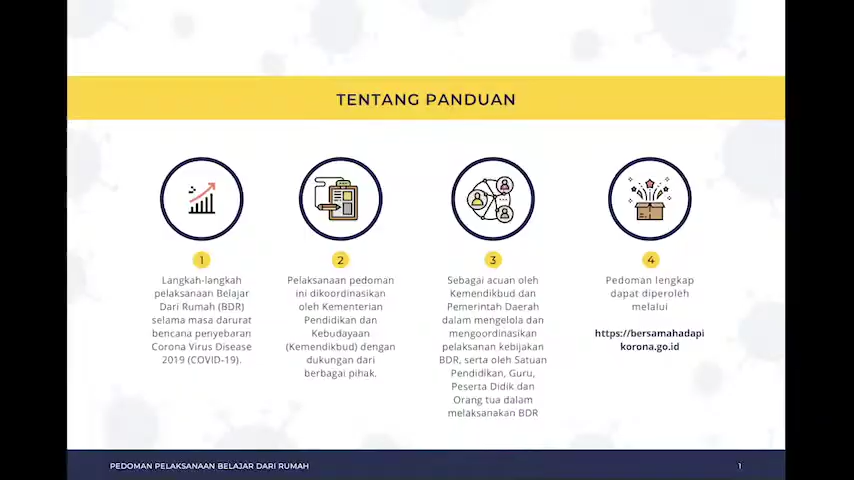 TENTANG PANDUAN
1
Langkah-langkah
pelaksanaan Belajar
Dari Rumah (BDR)
selama masa darurat
bencana penyebaran
Corona Virus Disease
2019 (COVID-19).
2
Pelaksanaan pedoman
ini dikoordinasikan
oleh Kementerian
Pendidikan dan
Kebudayaan
(Kemendikbud) dengan
dukungan dari
berbagai pihak.
3
Sebagai acuan oleh
Kemendikbud dan
Pemerintah Daerah
dalam mengelola dan
mengoordinasikan
pelaksanan kebijakan
BDR, serta oleh Satuan
Pendidikan, Guru,
Peserta Didik dan
Orang tua dalam
melaksanakan BDR
4
Pedoman lengkap
dapat diperoleh
melalui
https://bersamahadapi
korona.go.id
PEDOMAN PELAKSANAAN BELAJAR DARI RUMAH
1